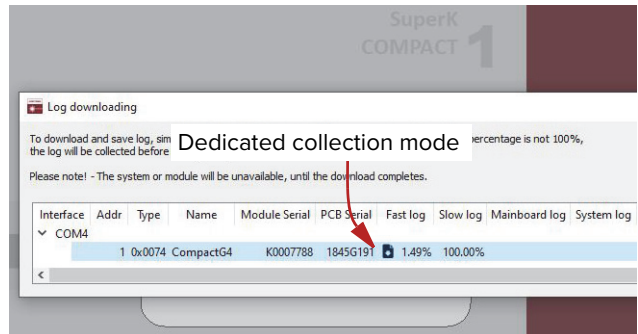 SuperK
COMPACT 1
Log downloading
To download and save log, sim percentage is not 100%,
the log will be collected before
Dedicated collection mode
Please note! - The system or module will be unavailable, until the download completes.
Interface Addr Type Name Module Serial PCB Serial Fast log Slow log Mainboard log System log
COM4
1 0x0074 CompactG4 K0007788 1845G191 1.49% 100.00%